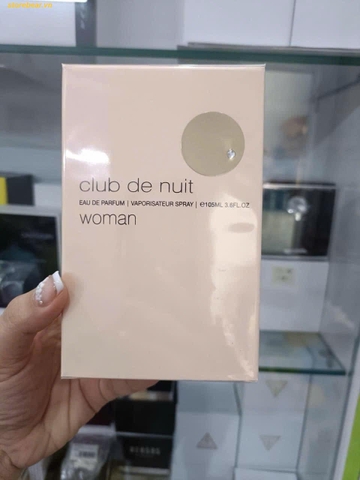 club de nuit
EAU DE PARFUM | VAPORISATEUR SPRAY | ℮105ML 3.6FL.OZ
woman